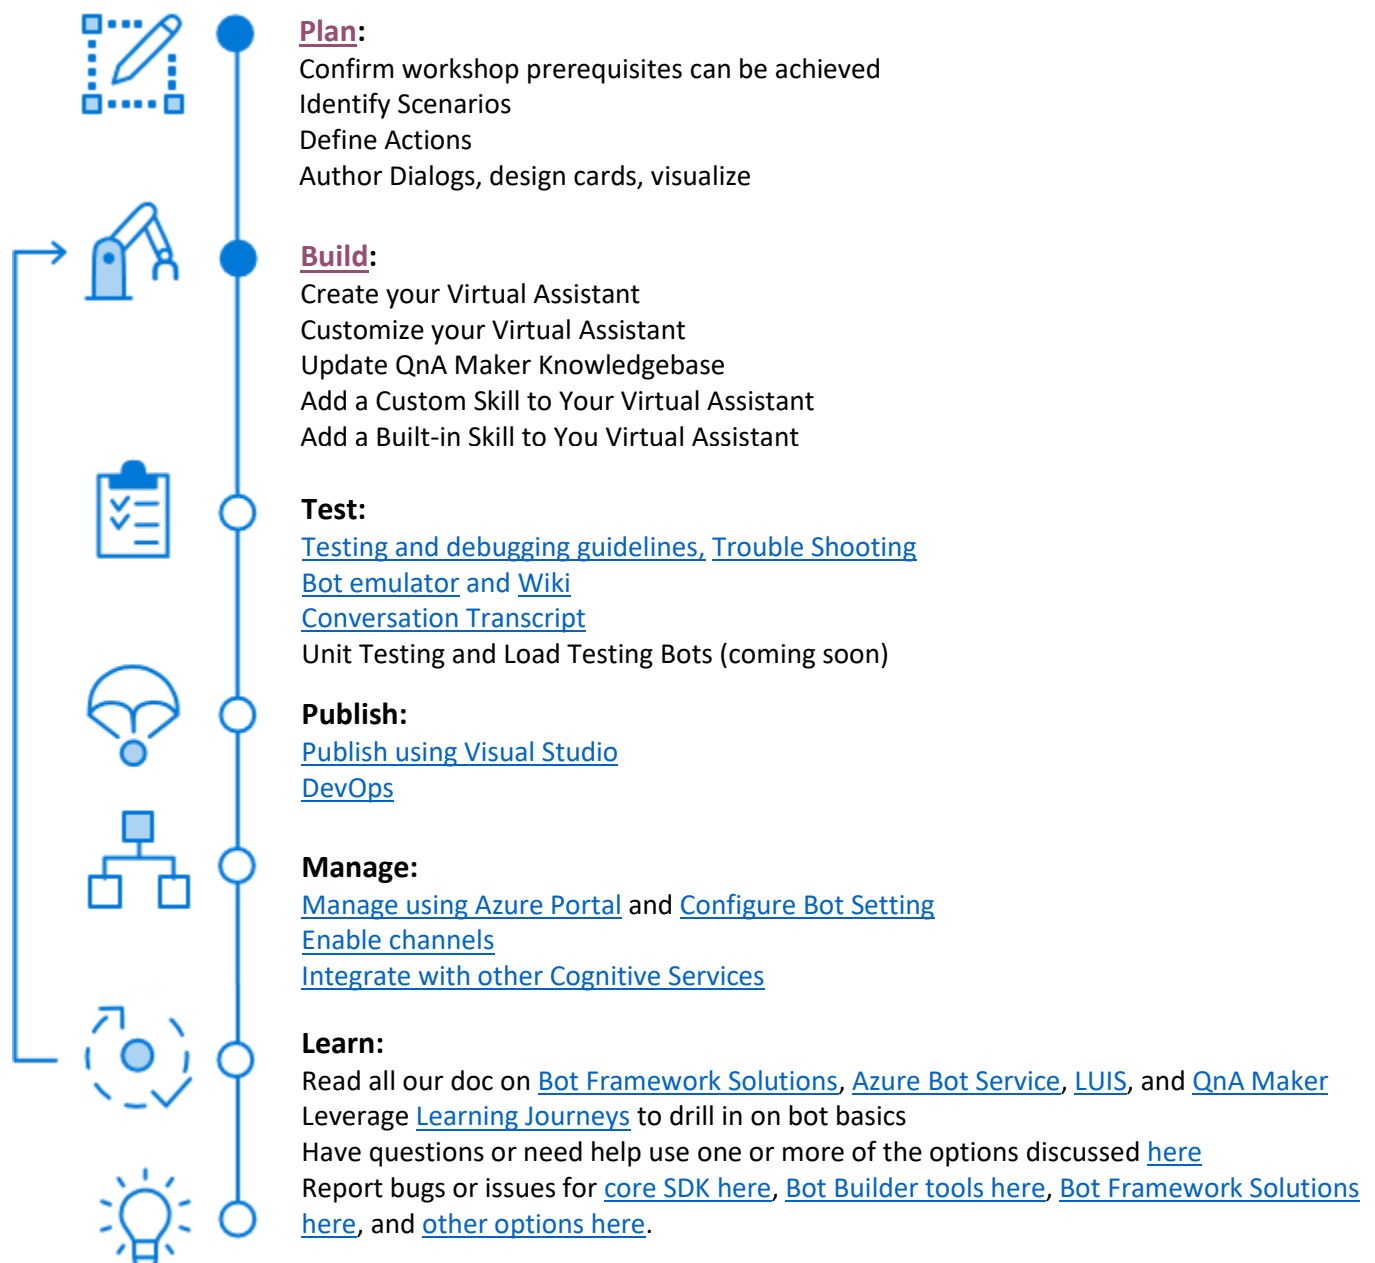 Plan:
Confirm workshop prerequisites can be achieved
Identify Scenarios
Define Actions
Author Dialogs, design cards, visualize
Build:
Create your Virtual Assistant
Customize your Virtual Assistant
Update QnA Maker Knowledgebase
Add a Custom Skill to Your Virtual Assistant
Add a Built-in Skill to You Virtual Assistant
Test:
Testing and debugging guidelines, Trouble Shooting
Bot emulator and Wiki
Conversation Transcript
Unit Testing and Load Testing Bots (coming soon)
Publish:
Publish using Visual Studio
DevOps
Manage:
Manage using Azure Portal and Configure Bot Setting
Enable channels
Integrate with other Cognitive Services
Learn:
Read all our doc on Bot Framework Solutions, Azure Bot Service, LUIS, and QnA Maker
Leverage Learning Journeys to drill in on bot basics
Have questions or need help use one or more of the options discussed here
Report bugs or issues for core SDK here, Bot Builder tools here, Bot Framework Solutions
here, and other options here.